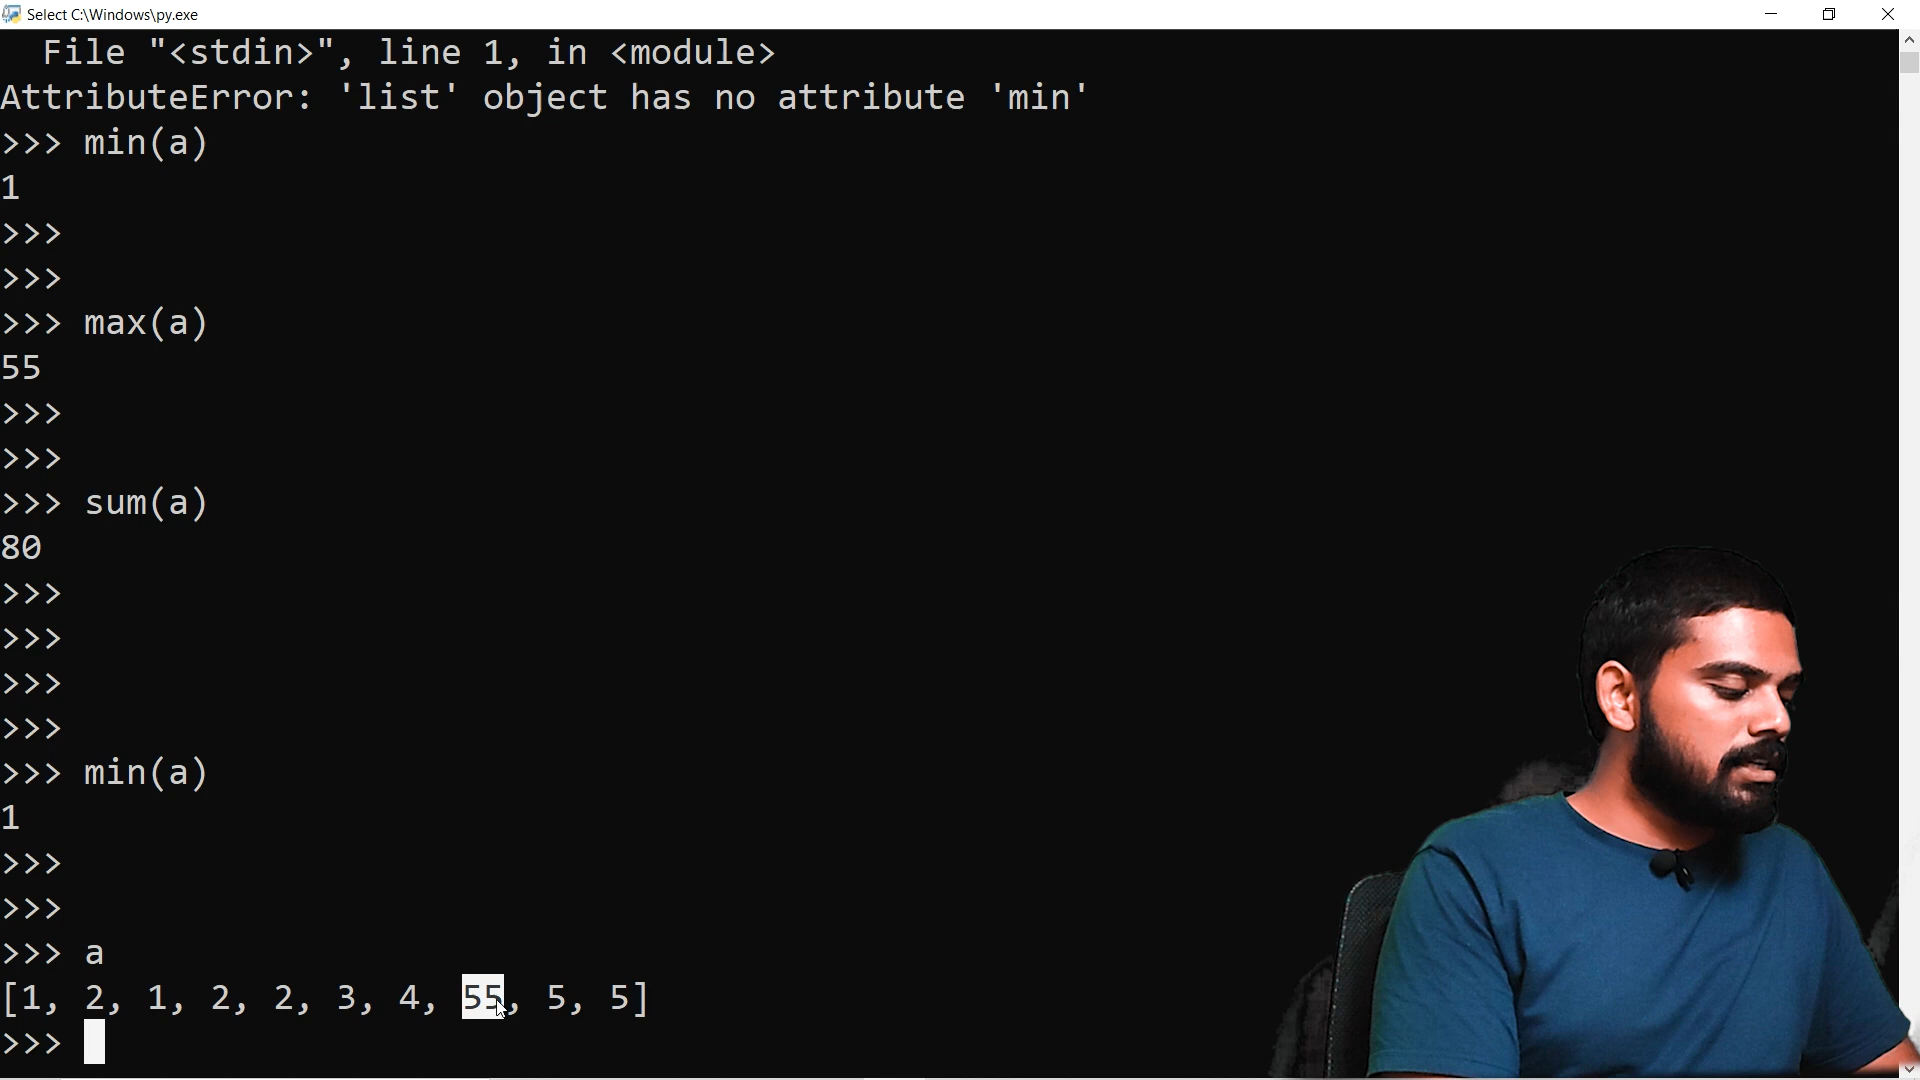 Select C:\Windows\py.exe
File "<stdin>", line 1, in <module>
AttributeError: 'list' object has no attribute 'min'
>>> min(a)
1
>>>
>>>
>>> max(a)
55
>>>
>>>
>>> sum(a)
80
>>>
>>>
>>>
>>>
>>> min(a)
1
>>>
>>>
>>> a
[1, 2, 1, 2, 2, 3, 4, 55, 5, 5]
>>>